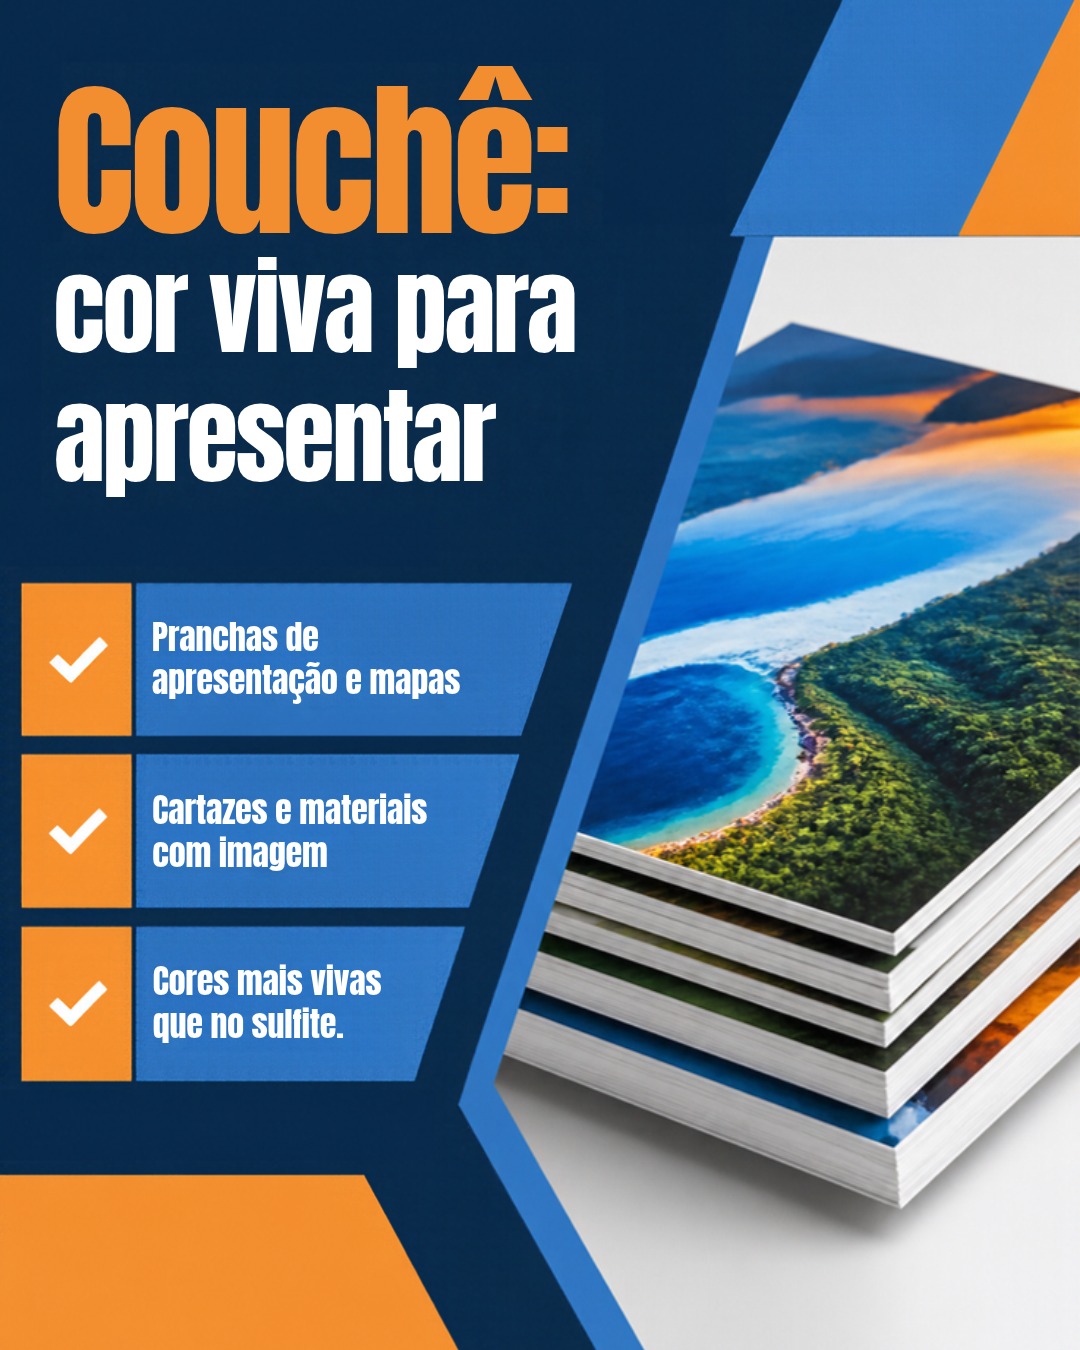 Couchê:
cor viva para
apresentar
Pranchas de
apresentação e mapas
Cartazes e materiais
com imagem
Cores mais vivas
que no sulfite.